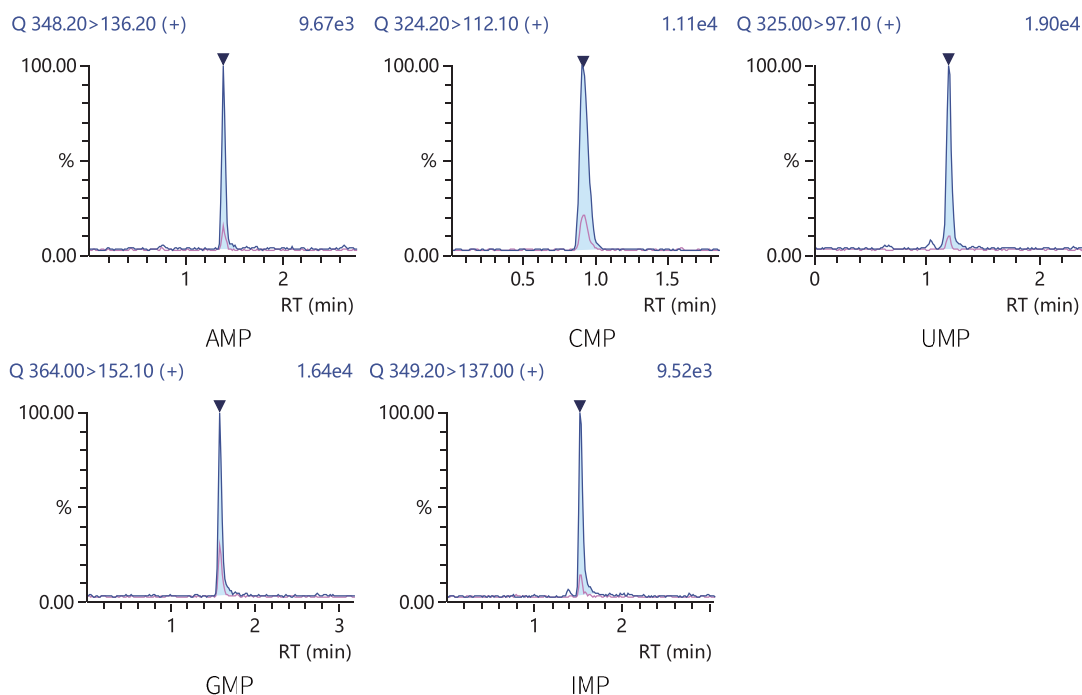 Q 348.20>136.20 (+) 9.67e3
100.00
%
0.00
1 2
RT (min)
AMP
Q 324.20>112.10 (+) 1.11e4
100.00
%
0.00
0.5 1.0 1.5
RT (min)
CMP
Q 325.00>97.10 (+) 1.90e4
100.00
%
0.00
0 1 2
RT (min)
UMP
Q 364.00>152.10 (+) 1.64e4
100.00
%
0.00
1 2 3
RT (min)
GMP
Q 349.20>137.00 (+) 9.52e3
100.00
%
0.00
1 2
RT (min)
IMP